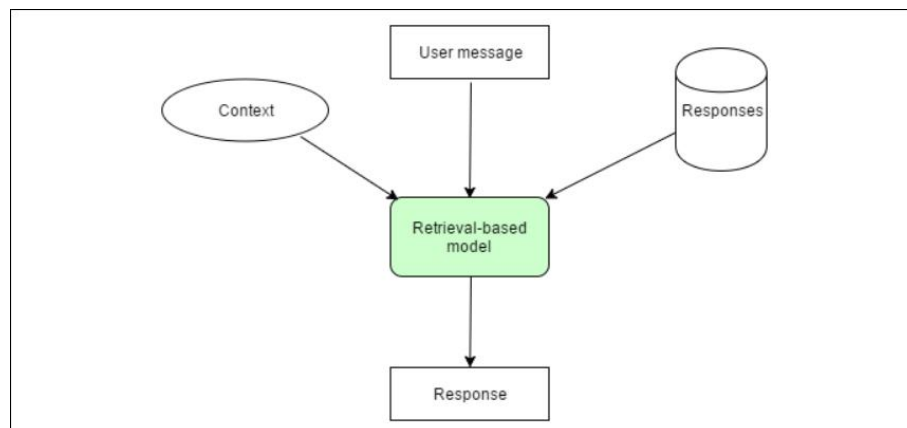 User message
Context
Responses
Retrieval-based
model
Response